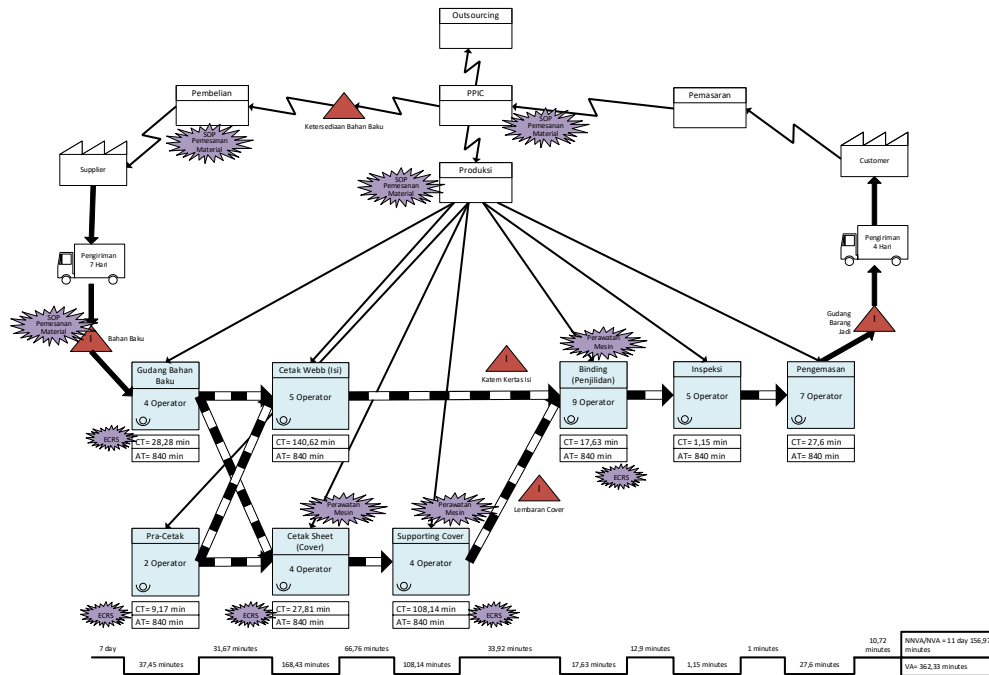 Outsourcing
Pembelian
PPIC
Pemasaran
Ketersediaan Bahan Baku
SOP
Pemesanan
Material
SOP
Pemesanan
Material
Supplier
Customer
Produksi
SOP
Pemesanan
Material
Pengiriman
7 Hari
Pengiriman
4 Hari
SOP
Pemesanan
Material
I
Bahan Baku
Gudang
Barang
Jadi
I
Perawatan
Mesin
I
Katern Kertas Isi
Gudang Bahan
Baku
4 Operator
Cetak Webb (Isi)
5 Operator
Binding
(Penjilidan)
9 Operator
Inspeksi
5 Operator
Pengemasan
7 Operator
ECRS
CT= 28,28 min
AT= 840 min
CT= 140,62 min
AT= 840 min
CT= 17,63 min
AT= 840 min
CT= 1,15 min
AT= 840 min
CT= 27,6 min
AT= 840 min
ECRS
I
Lembaran Cover
Perawatan
Mesin
Perawatan
Mesin
Pra-Cetak
2 Operator
Cetak Sheet
(Cover)
4 Operator
Supporting Cover
4 Operator
ECRS
CT= 9,17 min
AT= 840 min
ECRS
CT= 27,81 min
AT= 840 min
CT= 108,14 min
AT= 840 min
ECRS
7 day
31,67 minutes
66,76 minutes
33,92 minutes
12,9 minutes
1 minute
10,72
minutes
37,45 minutes
168,43 minutes
108,14 minutes
17,63 minutes
1,15 minutes
27,6 minutes
NNVA/NVA = 11 day 156,97
minutes
VA= 362,33 minutes